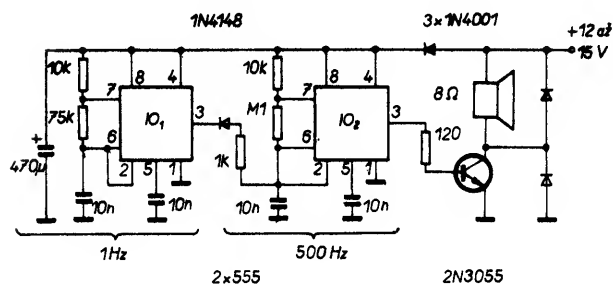 1N4148
3×1N4001
+12 až
15 V
10k
8
4
10k
8
4
7
7
8Ω
75k
IO1
3
M1
IO2
3
120
6
6
+
470μ
2
5
1
1k
2
5
1
10n
10n
10n
10n
1Hz
500 Hz
2×555
2N3055